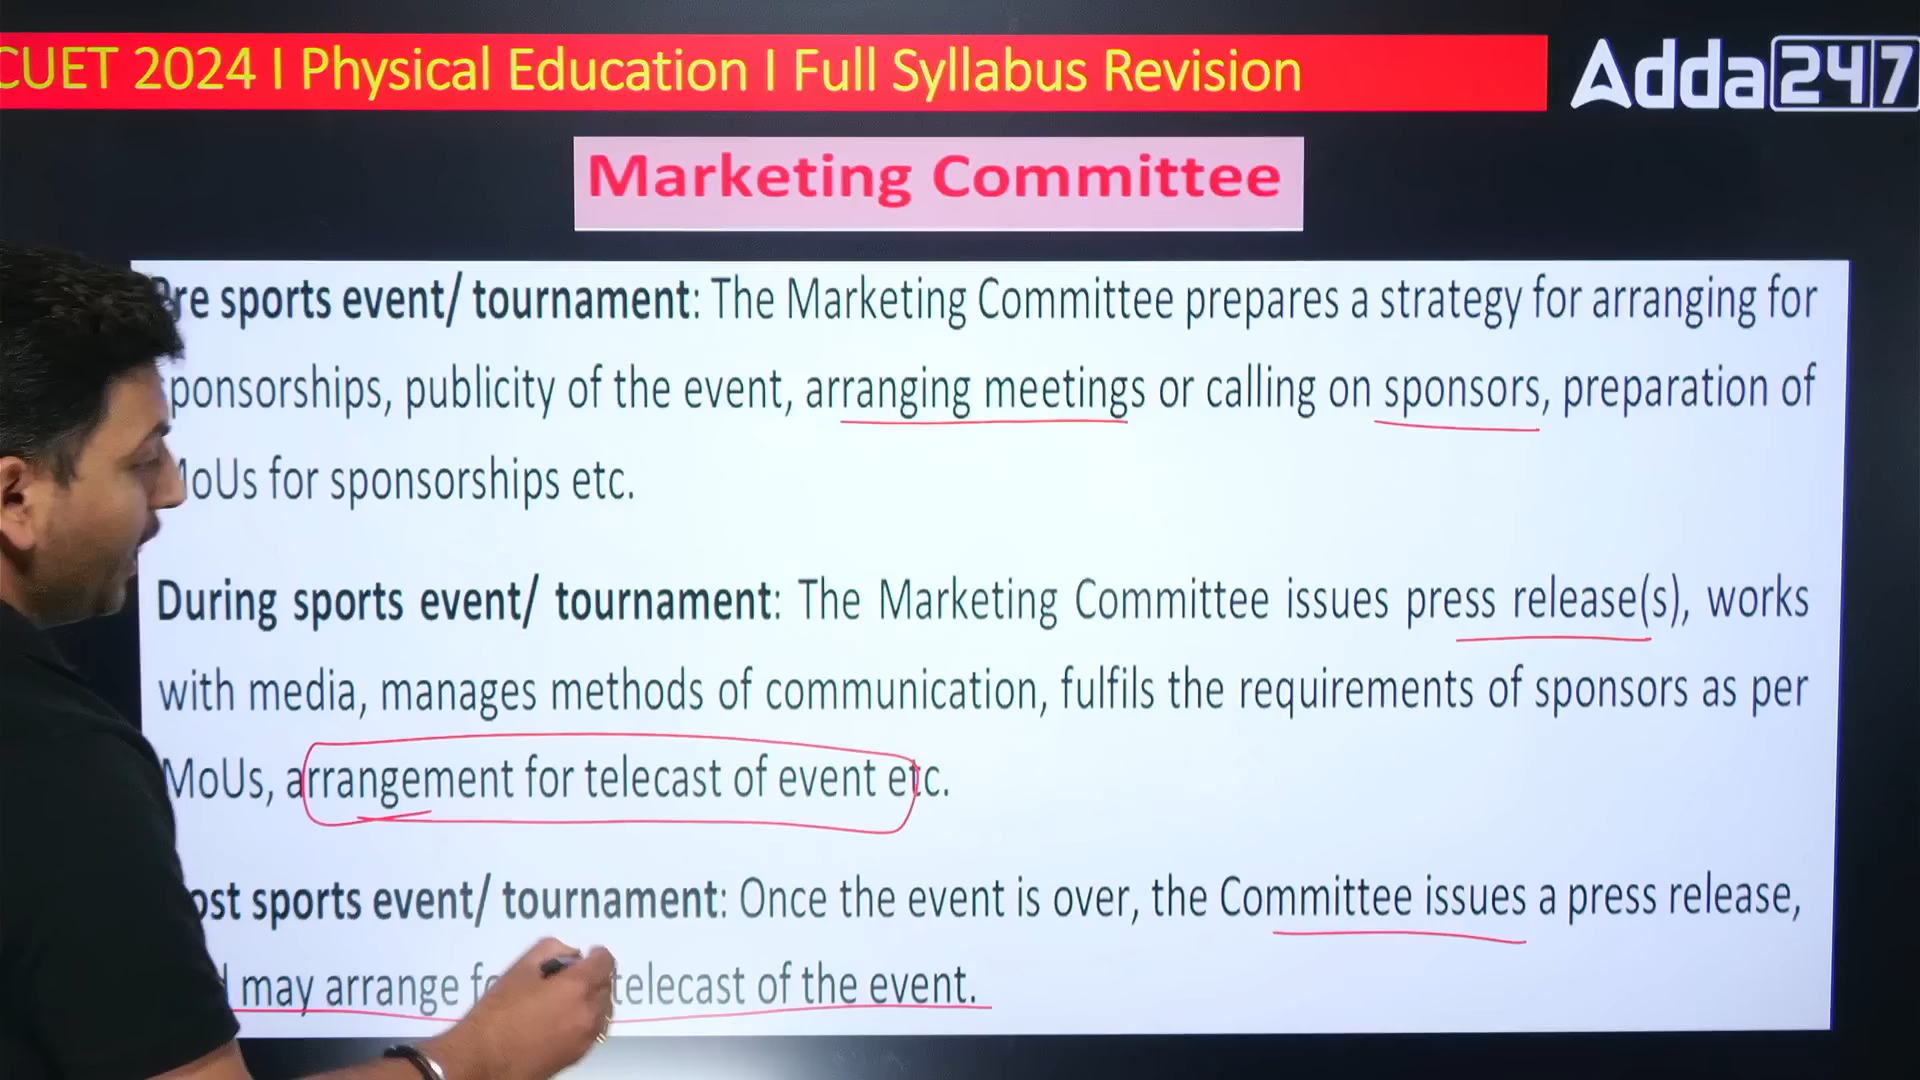 CUET 2024 I Physical Education I Full Syllabus Revision
Adda247
Marketing Committee
Pre sports event/ tournament: The Marketing Committee prepares a strategy for arranging for
sponsorships, publicity of the event, arranging meetings or calling on sponsors, preparation of
MoUs for sponsorships etc.
During sports event/ tournament: The Marketing Committee issues press release(s), works
with media, manages methods of communication, fulfils the requirements of sponsors as per
MoUs, arrangement for telecast of event etc.
Post sports event/ tournament: Once the event is over, the Committee issues a press release,
may arrange telecast of the event.